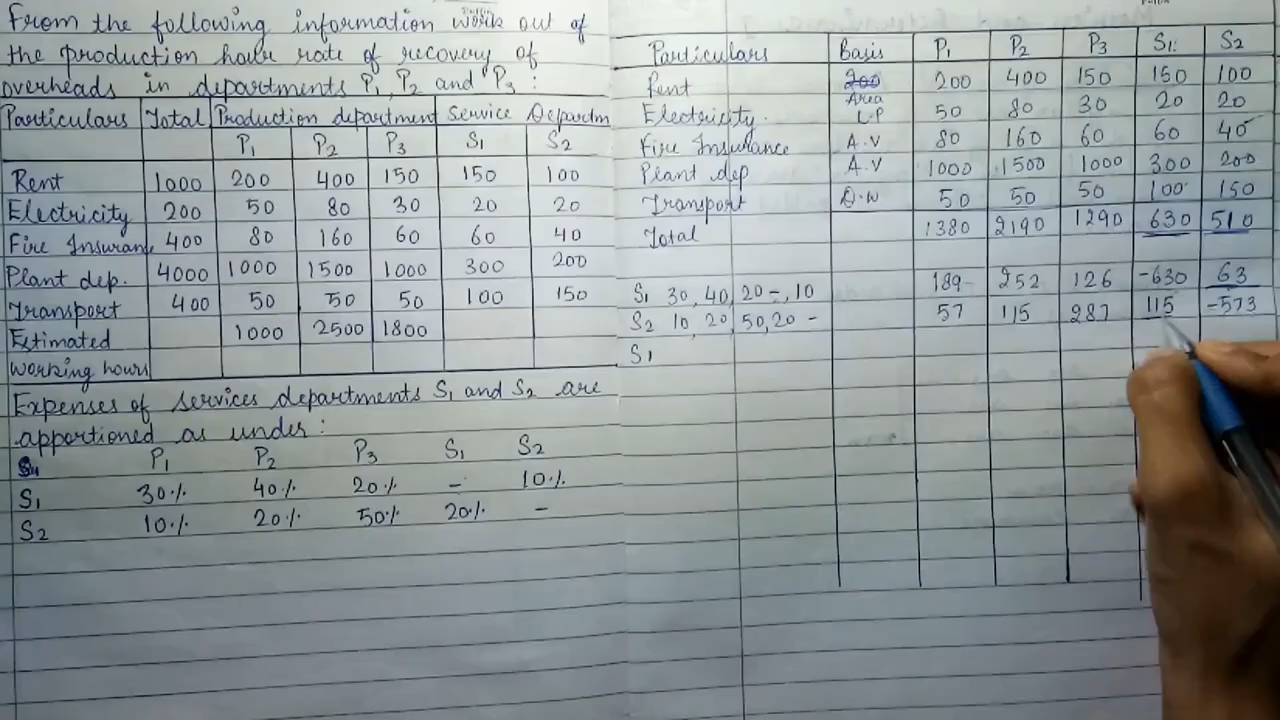 From the following information work out of
the production hour rate of recovery of
overheads in departments P1, P2 and P3 :
Particulars Total Production department Service Departm
P1 P2 P3 S1 S2
Rent 1000 200 400 150 150 100
Electricity 200 50 80 30 20 20
Fire Insuran 400 80 160 60 60 40
Plant dep. 4000 1000 1500 1000 300 200
Transport 400 50 50 50 100 150
Estimated 1000 2500 1800
working hours
Expenses of services departments S1 and S2 are
apportioned as under :
P1 P2 P3 S1 S2
S1 30% 40% 20% - 10%
S2 10% 20% 50% 20% -
Particulars Basis P1 P2 P3 S1 S2
Rent 200 Area 200 400 150 150 100
Electricity. L.P 50 80 30 20 20
Fire Insurance A.V 80 160 60 60 40
Plant dep A.V 1000 1500 1000 300 200
Transport D.W 50 50 50 100 150
Total 1380 2190 1290 630 510
S1 30, 40, 20 -, 10 189 252 126 -630 63
S2 10, 20, 50, 20 - 57 115 287 115 -573
S1